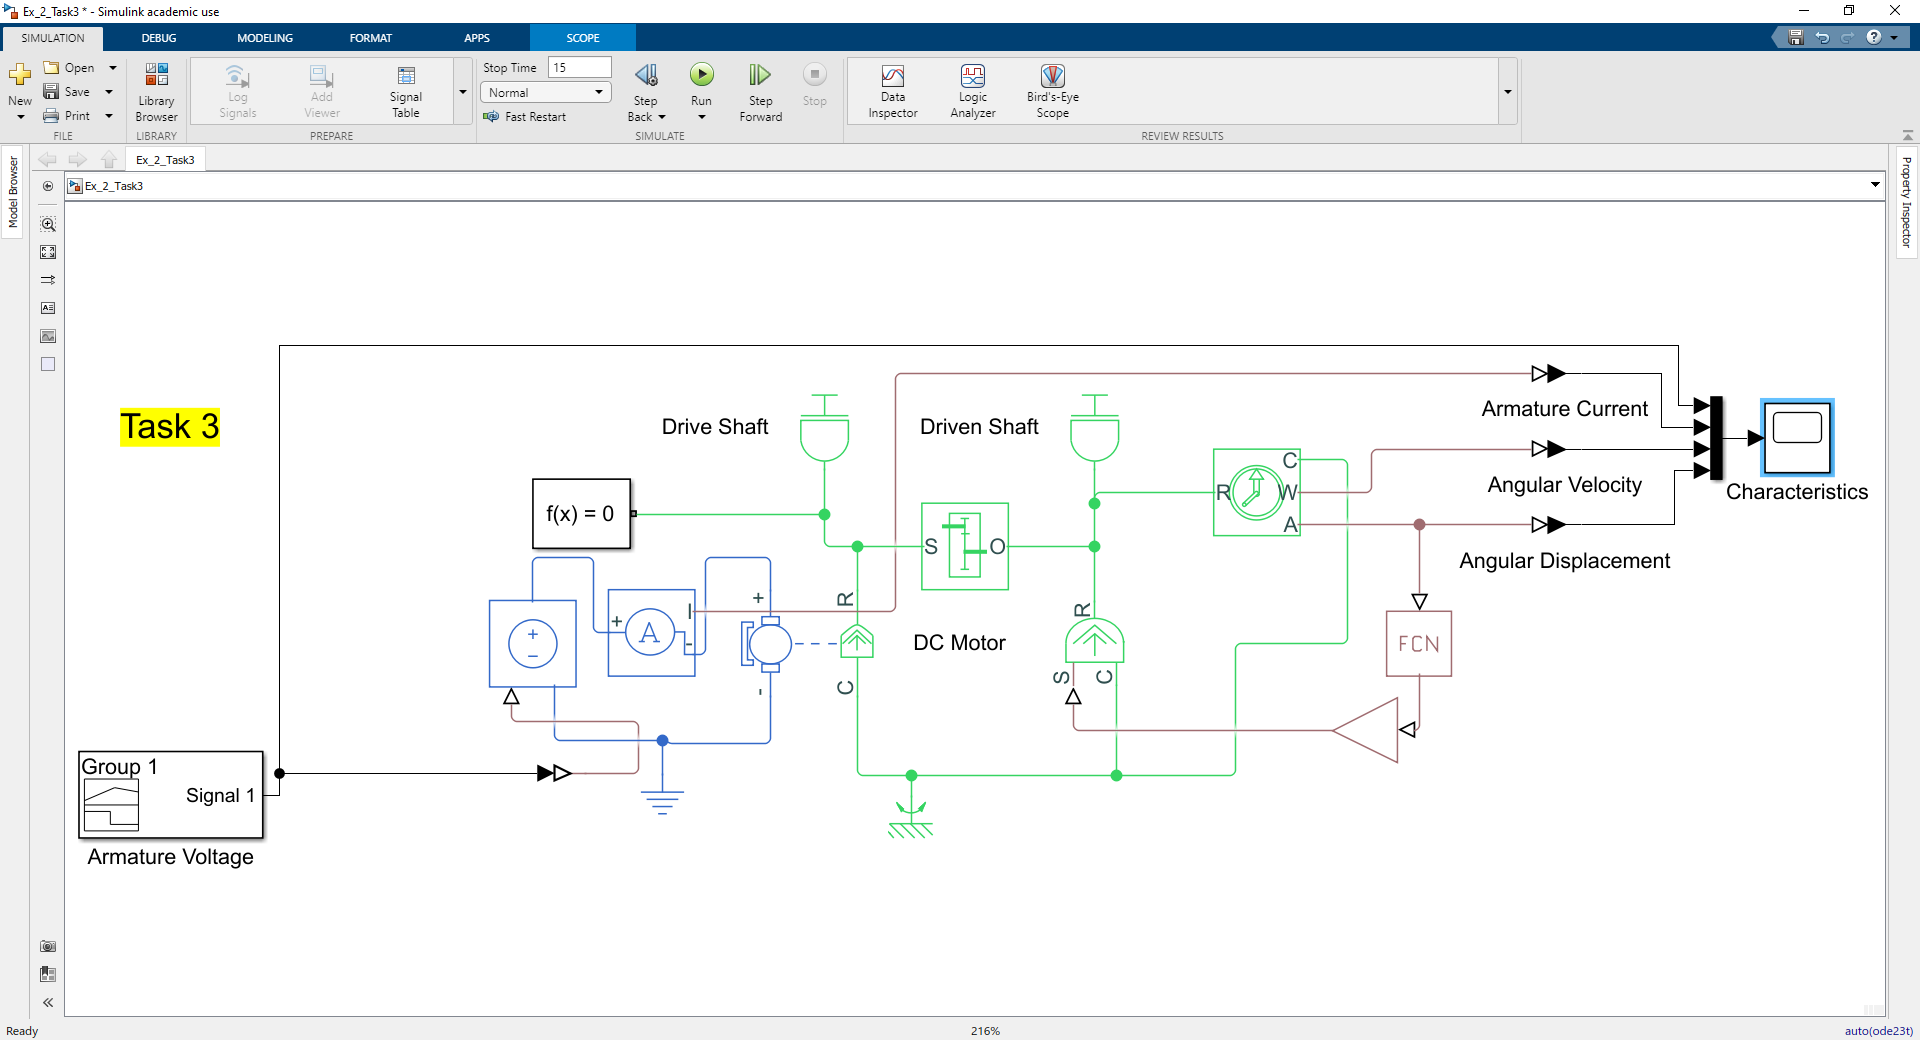 Ex_2_Task3 * - Simulink academic use
SIMULATION DEBUG MODELING FORMAT APPS SCOPE
New
Open
Save
Print
FILE
Library Browser
LIBRARY
Log Signals
Add Viewer
Signal Table
PREPARE
Stop Time 15
Normal
Fast Restart
Step Back
Run
Step Forward
Stop
SIMULATE
Data Inspector
Logic Analyzer
Bird's-Eye Scope
REVIEW RESULTS
Model Browser
Property Inspector
Ex_2_Task3
Ex_2_Task3
Task 3
Drive Shaft
Driven Shaft
Armature Current
Angular Velocity
Characteristics
Angular Displacement
f(x) = 0
S O
R C W A
+ A I -
+ -
+ -
R C
DC Motor
R S C
FCN
Group 1
Signal 1
Armature Voltage
Ready
216%
auto(ode23t)